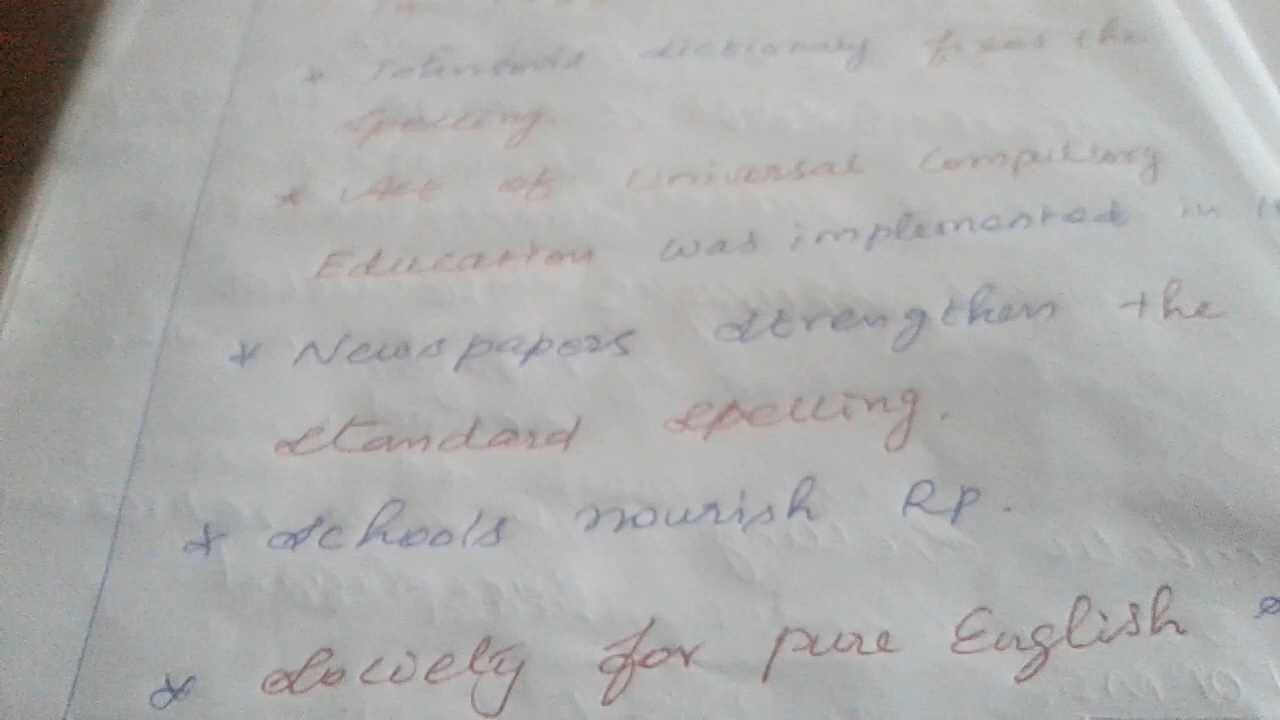 * Johnson's dictionary fixes the
spelling.
* Act of Universal Compulsory
Education was implemented in
* Newspapers strengthen the
standard spelling.
* Schools nourish RP.
* Society for pure English